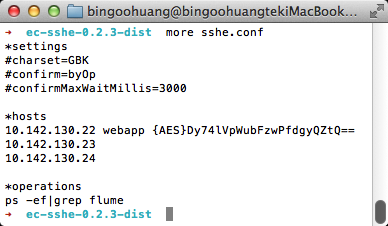 bingoohuang@bingoohuangtekiMacBook...
➜ ec-sshe-0.2.3-dist more sshe.conf
*settings
#charset=GBK
#confirm=byOp
#confirmMaxWaitMillis=3000
*hosts
10.142.130.22 webapp {AES}Dy74lVpWubFzwPfdgyQZtQ==
10.142.130.23
10.142.130.24
*operations
ps -ef|grep flume
➜ ec-sshe-0.2.3-dist